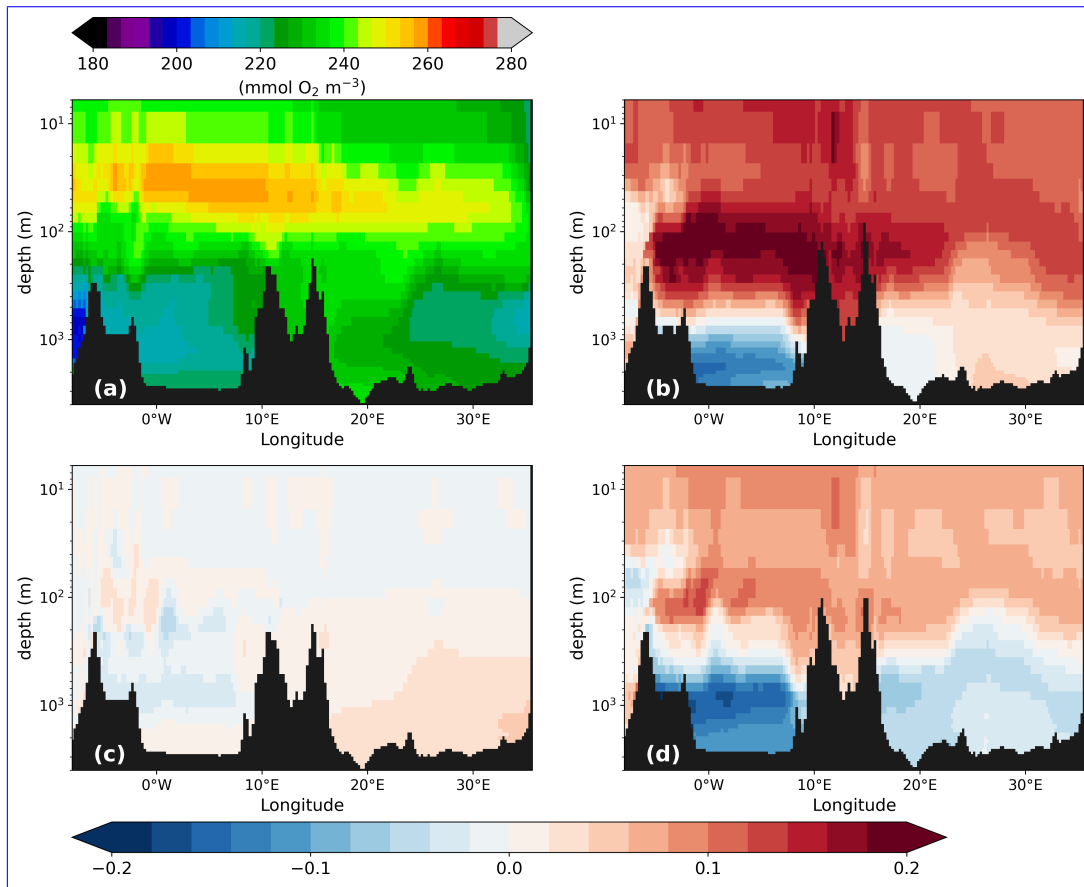 180 200 220 240 260 280
(mmol O₂ m⁻³)
10¹
10²
10³
depth (m)
(a)
0°W 10°E 20°E 30°E
Longitude
10¹
10²
10³
depth (m)
(b)
0°W 10°E 20°E 30°E
Longitude
10¹
10²
10³
depth (m)
(c)
0°W 10°E 20°E 30°E
Longitude
10¹
10²
10³
depth (m)
(d)
0°W 10°E 20°E 30°E
Longitude
−0.2 −0.1 0.0 0.1 0.2